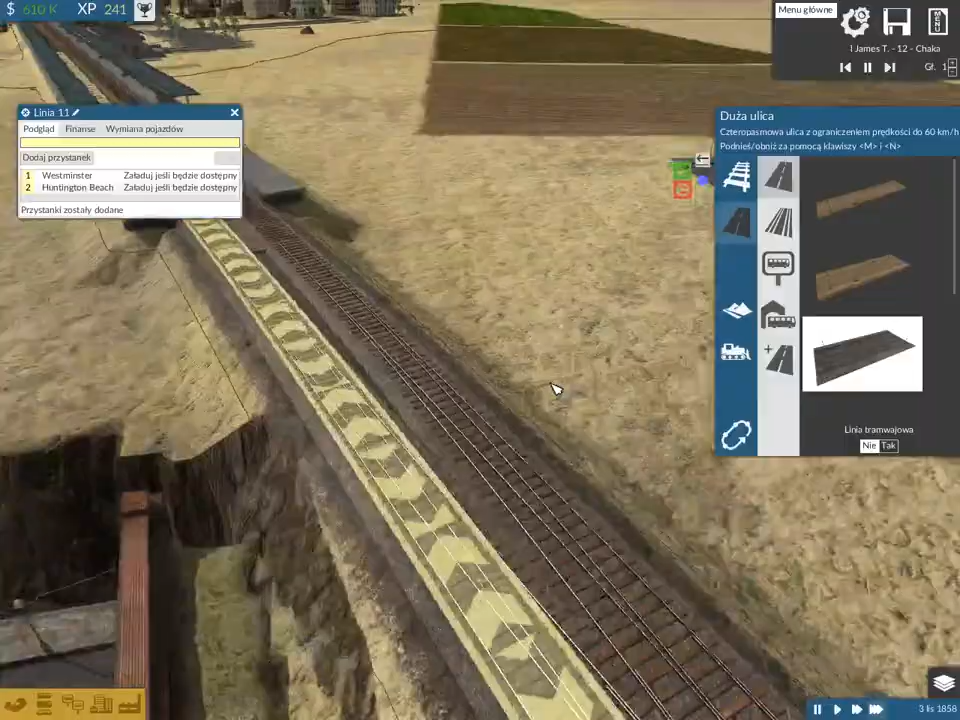 $ 610 K XP 241
Menu główne
MENU
l James T. - 12 - Chaka
Gł. 1
Linia 11
Podgląd Finanse Wymiana pojazdów
Dodaj przystanek
1 Westminster Załaduj jeśli będzie dostępny
2 Huntington Beach Załaduj jeśli będzie dostępny
Przystanki zostały dodane
Duża ulica
Czteropasmowa ulica z ograniczeniem prędkości do 60 km/h
Podnieś/obniż za pomocą klawiszy <M> i <N>
Linia tramwajowa
Nie Tak
3 lis 1858